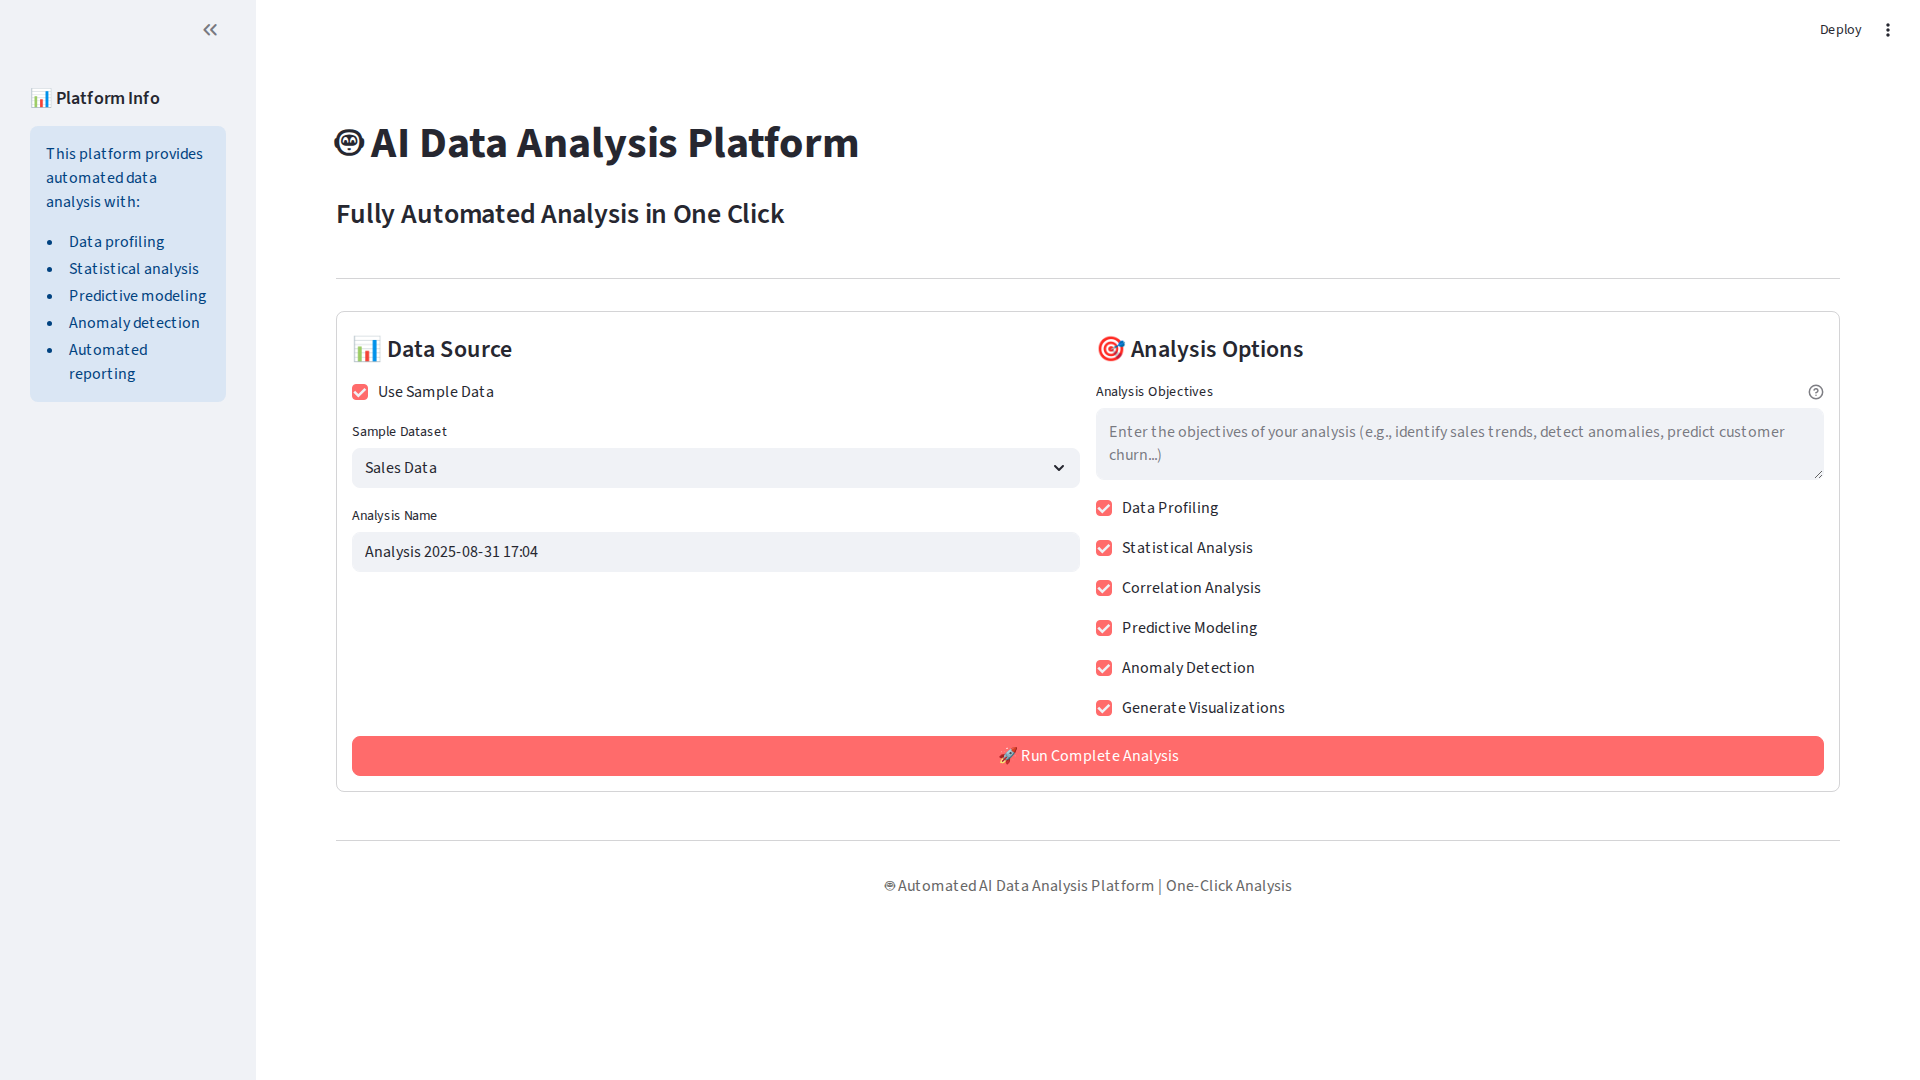 Deploy
📊 Platform Info
This platform provides
automated data
analysis with:
• Data profiling
• Statistical analysis
• Predictive modeling
• Anomaly detection
• Automated
reporting
AI Data Analysis Platform
Fully Automated Analysis in One Click
📊 Data Source
Use Sample Data
Sample Dataset
Sales Data
Analysis Name
Analysis 2025-08-31 17:04
🎯 Analysis Options
Analysis Objectives
Enter the objectives of your analysis (e.g., identify sales trends, detect anomalies, predict customer
churn...)
Data Profiling
Statistical Analysis
Correlation Analysis
Predictive Modeling
Anomaly Detection
Generate Visualizations
🚀 Run Complete Analysis
Automated AI Data Analysis Platform | One-Click Analysis